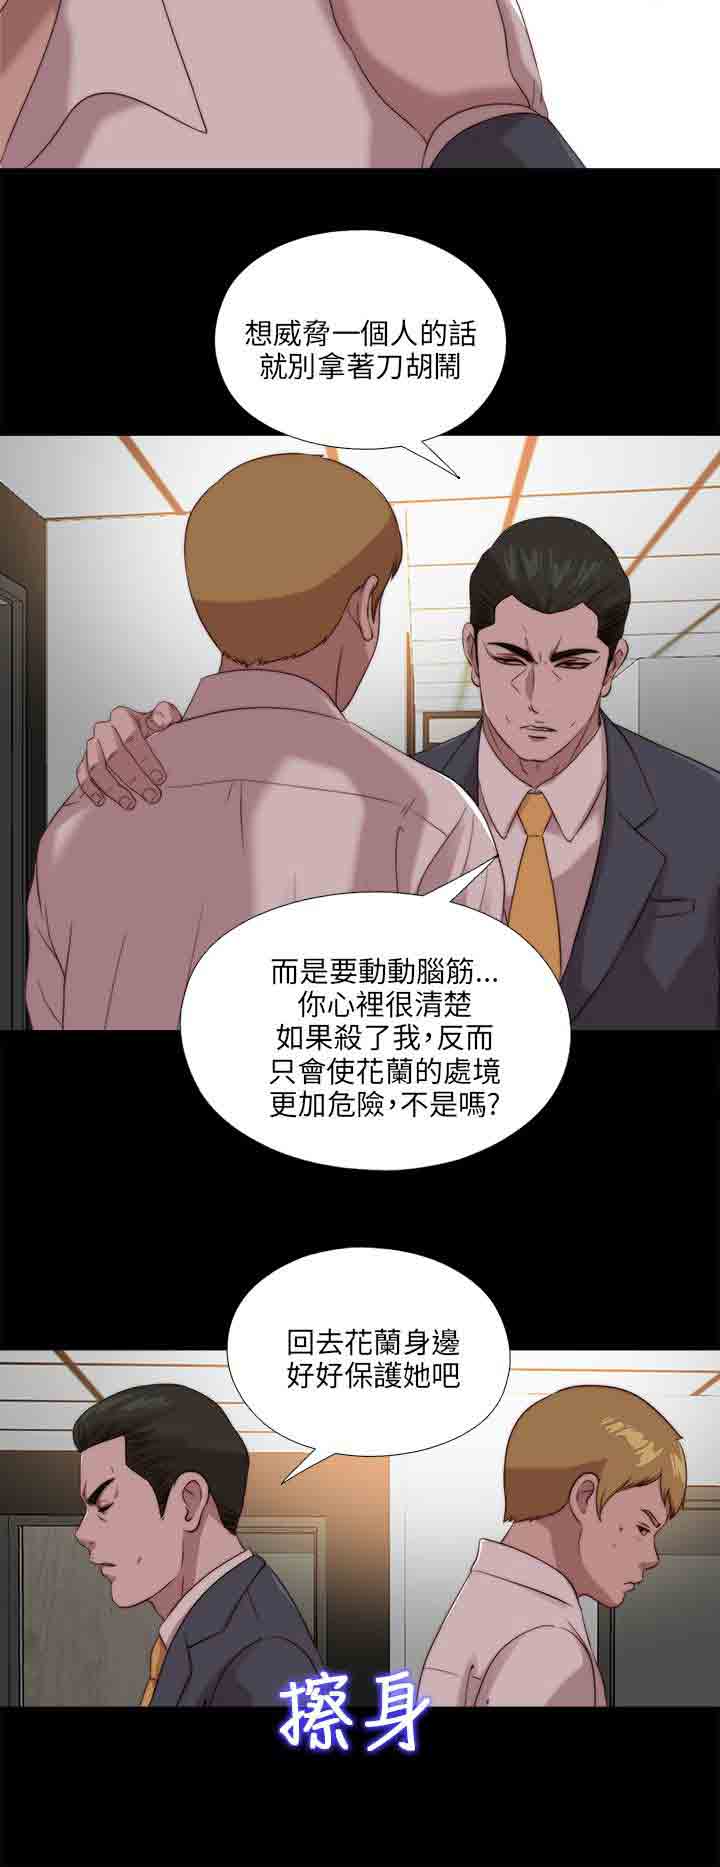 想威脅一個人的話
就別拿著刀胡鬧
而是要動動腦筋...
你心裡很清楚
如果殺了我，反而
只會使花蘭的處境
更加危險，不是嗎?
回去花蘭身邊
好好保護她吧
擦身